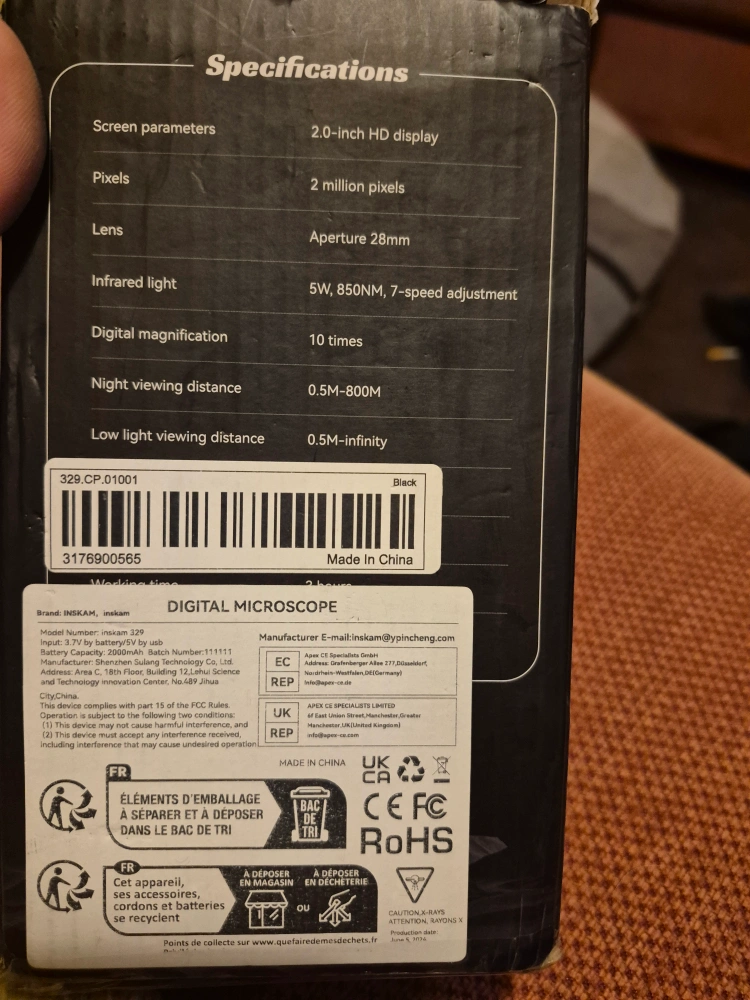 Specifications
Screen parameters 2.0-inch HD display
Pixels 2 million pixels
Lens Aperture 28mm
Infrared light 5W, 850NM, 7-speed adjustment
Digital magnification 10 times
Night viewing distance 0.5M-800M
Low light viewing distance 0.5M-infinity
329.CP.01001 Black
3176900565 Made In China
Working time 3 hours
Brand: INSKAM, inskam DIGITAL MICROSCOPE
Model Number: inskam 329
Input: 3.7V by battery/5V by usb
Battery Capacity: 2000mAh Batch Number:111111
Manufacturer: Shenzhen Sulang Technology Co, Ltd.
Address: Area C, 18th Floor, Building 12,Lehui Science
and Technology innovation Center, No.489 Jihua
City,China.
This device complies with part 15 of the FCC Rules.
Operation is subject to the following two conditions:
(1) This device may not cause harmful interference, and
(2) This device must accept any interference received,
including interference that may cause undesired operation
Manufacturer E-mail:inskam@ypincheng.com
EC REP
Apex CE Specialists GmbH
Address: Grafenberger Allee 277,Düsseldorf,
Nordrhein-Westfalen,DE(Germany)
info@apex-ce.de
UK REP
APEX CE SPECIALISTS LIMITED
6f East Union Street,Manchester,Greater
Manchester,UK(United Kingdom)
info@apex-ce.com
MADE IN CHINA
UK
CA
CE FC
RoHS
FR
ÉLÉMENTS D'EMBALLAGE
À SÉPARER ET À DÉPOSER
DANS LE BAC DE TRI
BAC
DE
TRI
FR
Cet appareil,
ses accessoires,
cordons et batteries
se recyclent
À DÉPOSER
EN MAGASIN
OU
À DÉPOSER
EN DÉCHÈTERIE
Points de collecte sur www.quefairedemesdechets.fr
CAUTION,X-RAYS
ATTENTION, RAYONS X
Production date:
June 5, 2024